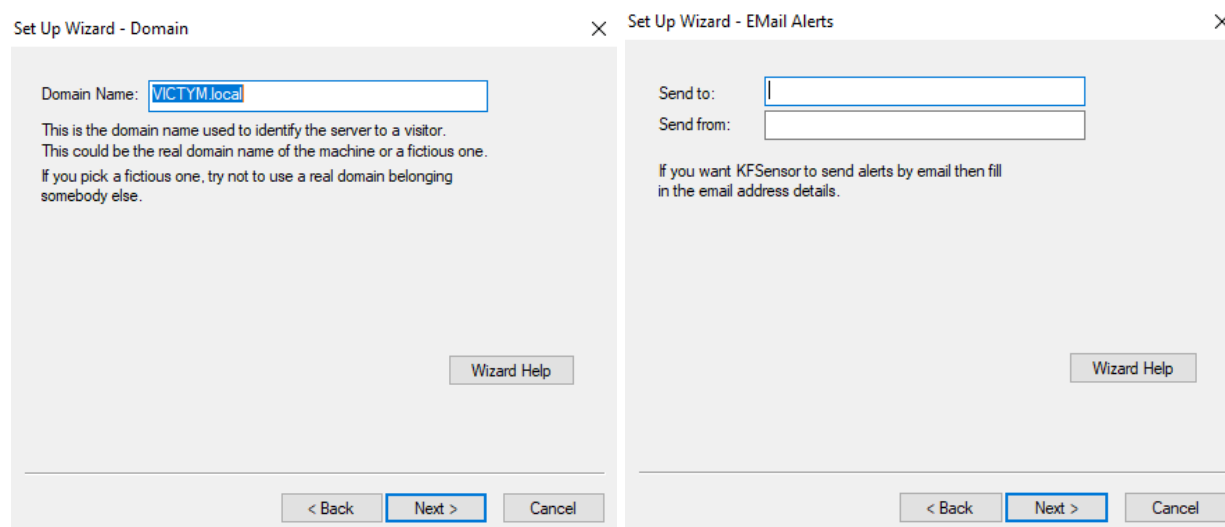 Set Up Wizard - Domain
Domain Name: VICTYM.local
This is the domain name used to identify the server to a visitor.
This could be the real domain name of the machine or a fictious one.
If you pick a fictious one, try not to use a real domain belonging
somebody else.
Wizard Help
< Back Next > Cancel
Set Up Wizard - EMail Alerts
Send to:
Send from:
If you want KFSensor to send alerts by email then fill
in the email address details.
Wizard Help
< Back Next > Cancel